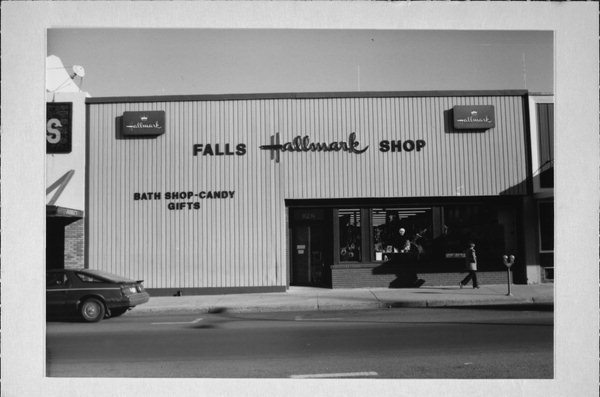 S
Hallmark
Hallmark
FALLS Hallmark SHOP
BATH SHOP-CANDY
GIFTS